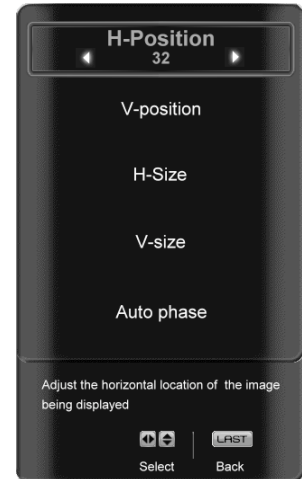 H-Position
32
V-position
H-Size
V-size
Auto phase
Adjust the horizontal location of the image
being displayed
LAST
Select Back